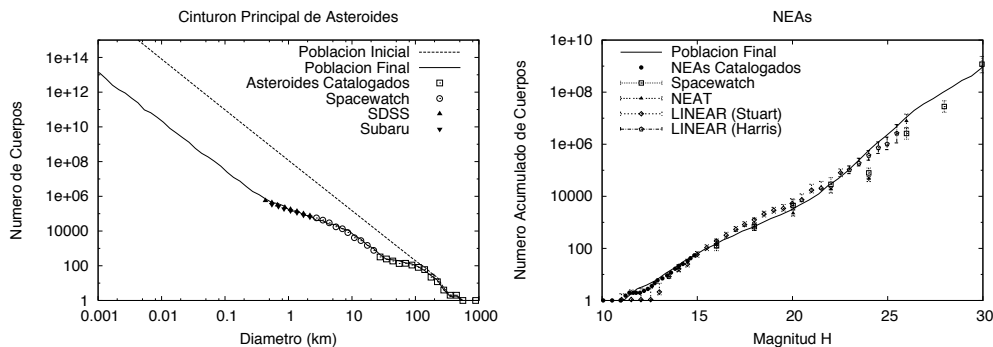 Cinturon Principal de Asteroides
Numero de Cuerpos
1e+14
1e+12
1e+10
1e+08
1e+06
10000
100
1
0.001
0.01
0.1
1
10
100
1000
Diametro (km)
Poblacion Inicial
Poblacion Final
Asteroides Catalogados
Spacewatch
SDSS
Subaru
NEAs
Numero Acumulado de Cuerpos
1e+10
1e+08
1e+06
10000
100
1
10
15
20
25
30
Magnitud H
Poblacion Final
NEAs Catalogados
Spacewatch
NEAT
LINEAR (Stuart)
LINEAR (Harris)